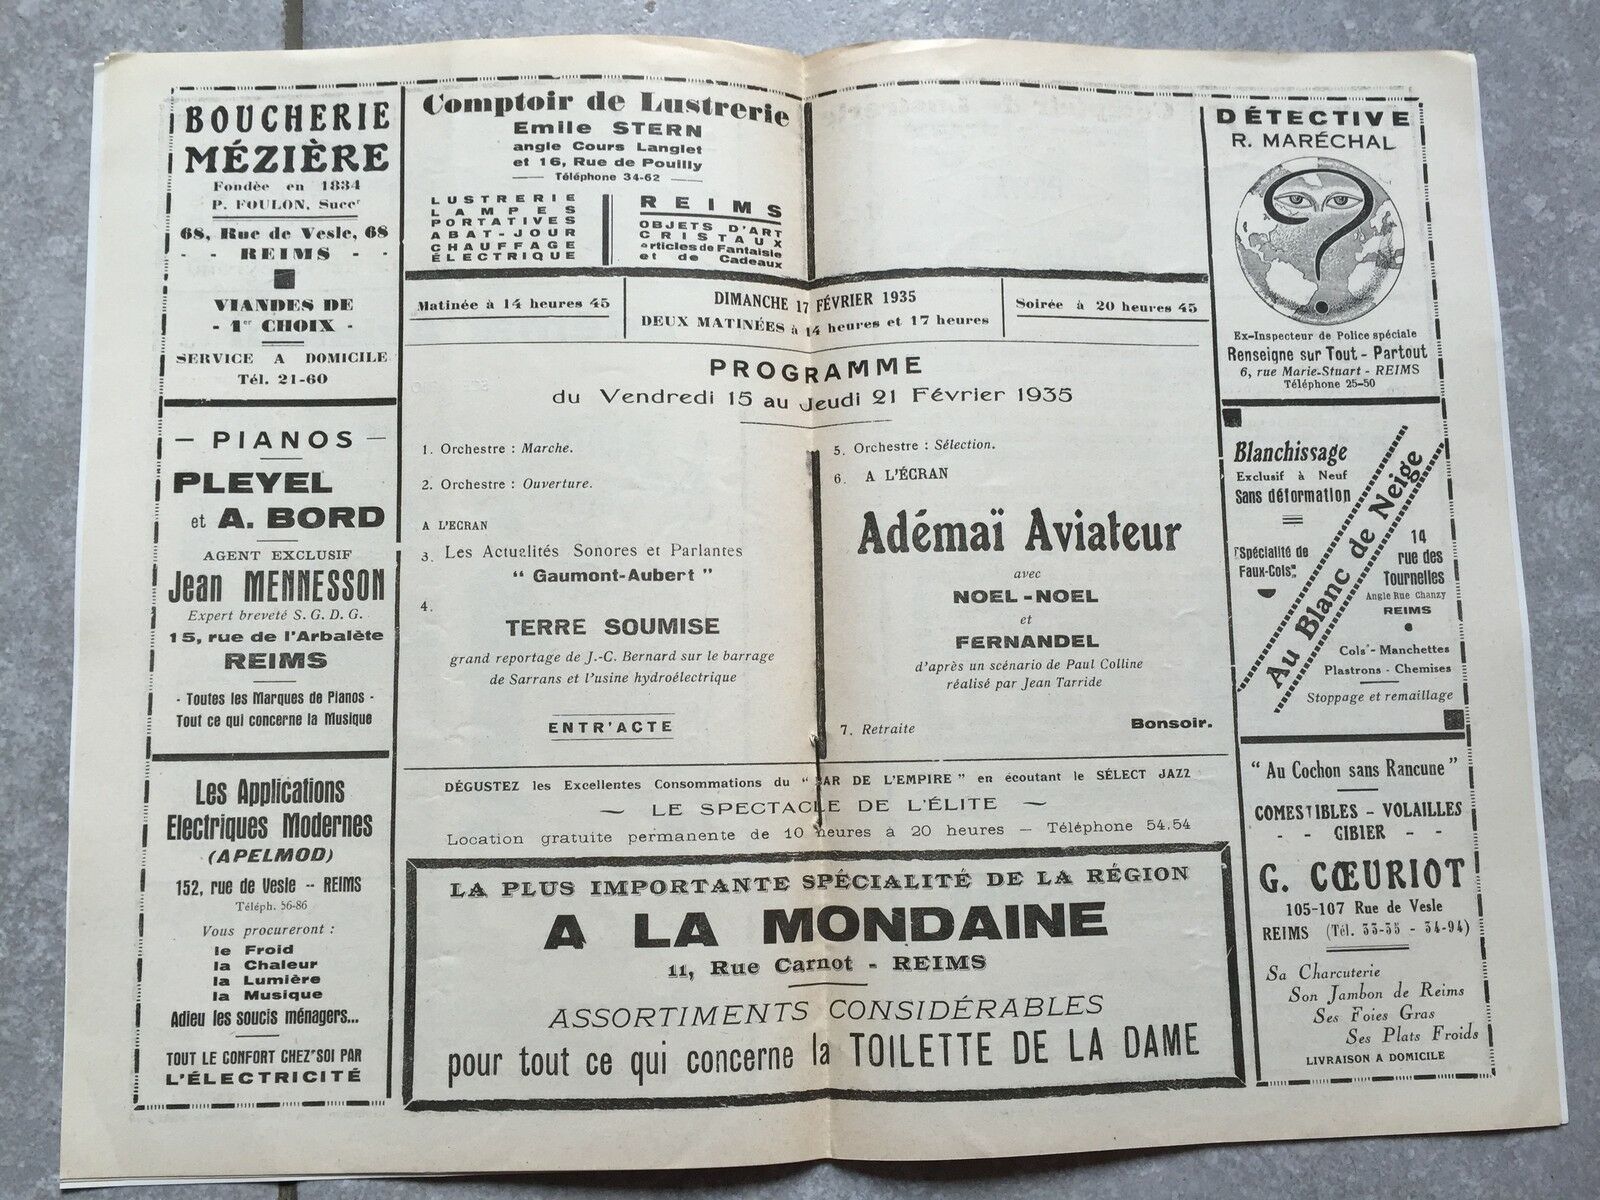 BOUCHERIE
MÉZIÈRE
Fondée en 1834
P. FOULON, Succr
68, Rue de Vesle, 68
- - REIMS - -
VIANDES DE
- 1er CHOIX -
SERVICE A DOMICILE
Tél. 21-60
— PIANOS —
PLEYEL
et A. BORD
AGENT EXCLUSIF
Jean MENNESSON
Expert breveté S. G. D. G.
15, rue de l'Arbalète
REIMS
- Toutes les Marques de Pianos -
Tout ce qui concerne la Musique
Les Applications
Electriques Modernes
(APELMOD)
152, rue de Vesle -- REIMS
Téléph. 56-86
Vous procureront :
le Froid
la Chaleur
la Lumière
la Musique
Adieu les soucis ménagers...
TOUT LE CONFORT CHEZ SOI PAR
L'ÉLECTRICITÉ
Comptoir de Lustrerie
Emile STERN
angle Cours Langlet
et 16, Rue de Pouilly
Téléphone 34-62
LUSTRERIE
LAMPES
PORTATIVES
ABAT-JOUR
CHAUFFAGE
ÉLECTRIQUE
REIMS
OBJETS D'ART
CRISTAUX
articles de Fantaisie
et de Cadeaux
Matinée à 14 heures 45
DIMANCHE 17 FÉVRIER 1935
DEUX MATINÉES à 14 heures et 17 heures
Soirée à 20 heures 45
PROGRAMME
du Vendredi 15 au Jeudi 21 Février 1935
1. Orchestre : Marche.
2. Orchestre : Ouverture.
A L'ECRAN
3. Les Actualités Sonores et Parlantes
" Gaumont-Aubert "
4.
TERRE SOUMISE
grand reportage de J.-C. Bernard sur le barrage
de Sarrans et l'usine hydroélectrique
ENTR'ACTE
5. Orchestre : Sélection.
6. A L'ÉCRAN
Adémaï Aviateur
avec
NOEL-NOEL
et
FERNANDEL
d'après un scénario de Paul Colline
réalisé par Jean Tarride
7. Retraite
Bonsoir.
DÉGUSTEZ les Excellentes Consommations du " BAR DE L'EMPIRE " en écoutant le SÉLECT JAZZ
— LE SPECTACLE DE L'ÉLITE —
Location gratuite permanente de 10 heures à 20 heures — Téléphone 54.54
LA PLUS IMPORTANTE SPÉCIALITÉ DE LA RÉGION
A LA MONDAINE
11, Rue Carnot - REIMS
ASSORTIMENTS CONSIDÉRABLES
pour tout ce qui concerne la TOILETTE DE LA DAME
DÉTECTIVE
R. MARÉCHAL
?
Ex-Inspecteur de Police spéciale
Renseigne sur Tout - Partout
6, rue Marie-Stuart - REIMS
Téléphone 25-50
Blanchissage
Exclusif à Neuf
Sans déformation
"Spécialité de
Faux-Cols"
Au Blanc de Neige
14
rue des
Tournelles
Angle Rue Chanzy
REIMS
Cols - Manchettes
Plastrons - Chemises
Stoppage et remaillage
" Au Cochon sans Rancune "
COMESTIBLES - VOLAILLES
- - GIBIER - -
G. CŒURIOT
105-107 Rue de Vesle
REIMS (Tél. 33-35 - 34-94)
Sa Charcuterie
Son Jambon de Reims
Ses Foies Gras
Ses Plats Froids
LIVRAISON A DOMICILE